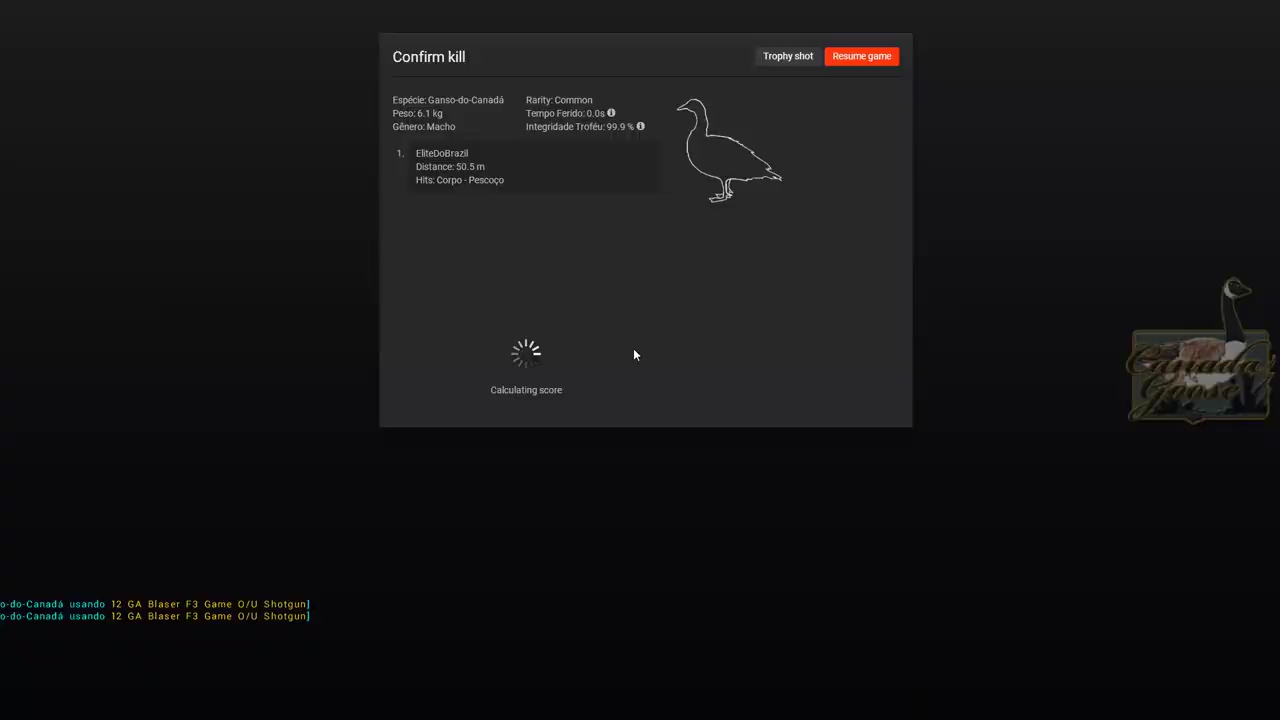 Confirm kill
Trophy shot
Resume game
Espécie: Ganso-do-Canadá
Peso: 6.1 kg
Gênero: Macho
Rarity: Common
Tempo Ferido: 0.0s
Integridade Troféu: 99.9 %
1.
EliteDoBrazil
Distance: 50.5 m
Hits: Corpo - Pescoço
Calculating score
Canada
Goose
o-do-Canadá usando 12 GA Blaser F3 Game O/U Shotgun]
o-do-Canadá usando 12 GA Blaser F3 Game O/U Shotgun]